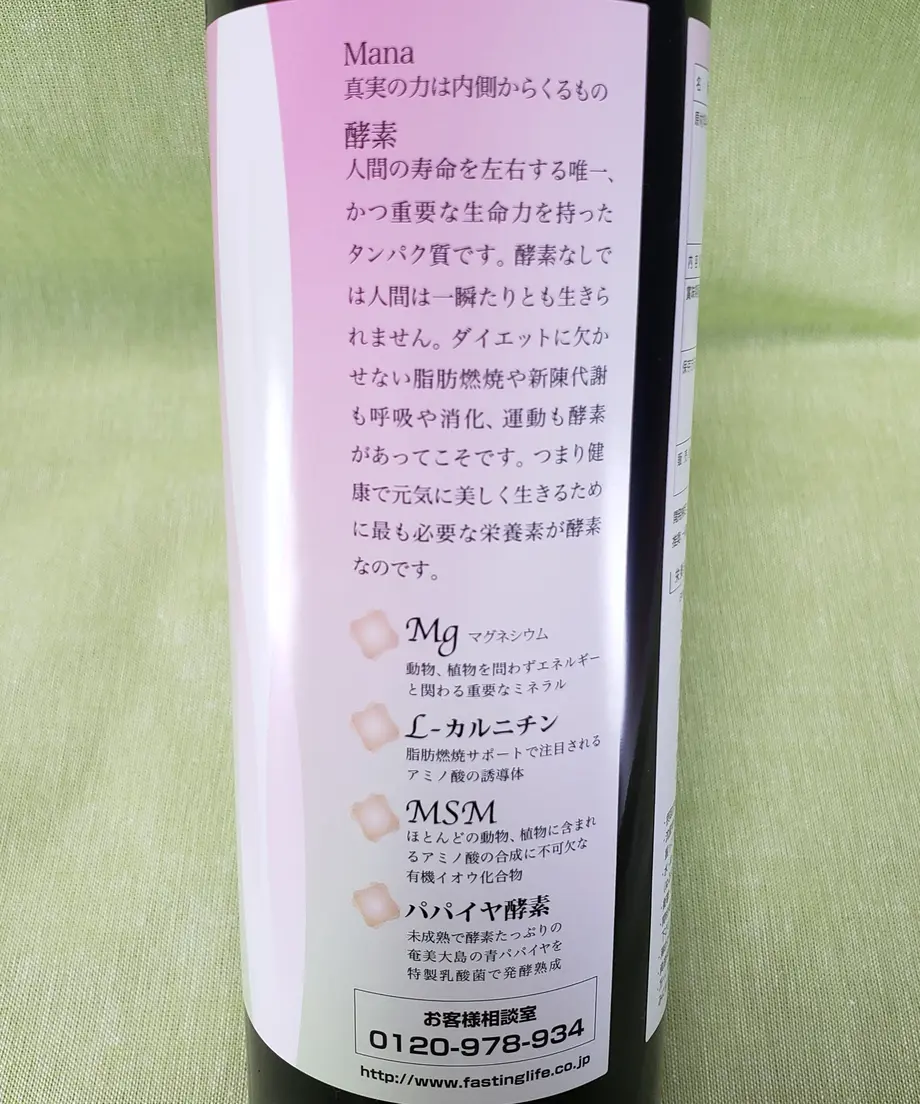 Mana
真実の力は内側からくるもの
酵素
人間の寿命を左右する唯一、
かつ重要な生命力を持った
タンパク質です。酵素なしで
は人間は一瞬たりとも生きら
れません。ダイエットに欠か
せない脂肪燃焼や新陳代謝
も呼吸や消化、運動も酵素
があってこそです。つまり健
康で元気に美しく生きるため
に最も必要な栄養素が酵素
なのです。
Mg マグネシウム
動物、植物を問わずエネルギー
と関わる重要なミネラル
L-カルニチン
脂肪燃焼サポートで注目される
アミノ酸の誘導体
MSM
ほとんどの動物、植物に含まれ
るアミノ酸の合成に不可欠な
有機イオウ化合物
パパイヤ酵素
未成熟で酵素たっぷりの
奄美大島の青パパイヤを
特製乳酸菌で発酵熟成
お客様相談室
0120-978-934
http://www.fastinglife.co.jp